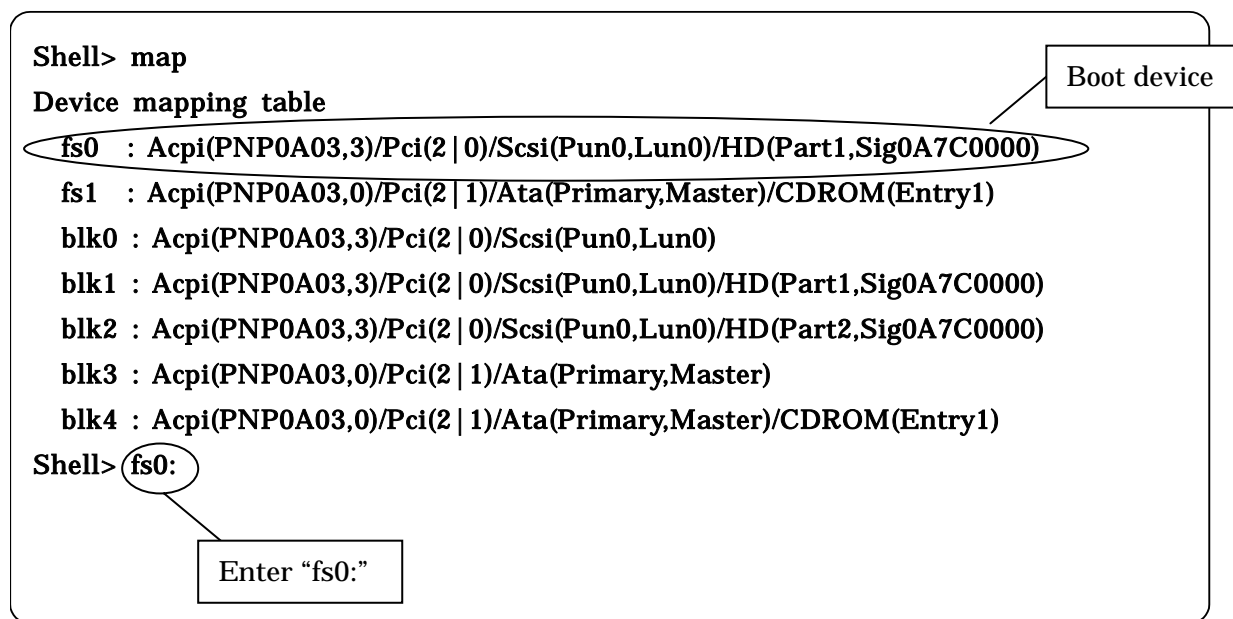 Shell> map
Boot device
Device mapping table
fs0 : Acpi(PNP0A03,3)/Pci(2|0)/Scsi(Pun0,Lun0)/HD(Part1,Sig0A7C0000)
fs1 : Acpi(PNP0A03,0)/Pci(2|1)/Ata(Primary,Master)/CDROM(Entry1)
blk0 : Acpi(PNP0A03,3)/Pci(2|0)/Scsi(Pun0,Lun0)
blk1 : Acpi(PNP0A03,3)/Pci(2|0)/Scsi(Pun0,Lun0)/HD(Part1,Sig0A7C0000)
blk2 : Acpi(PNP0A03,3)/Pci(2|0)/Scsi(Pun0,Lun0)/HD(Part2,Sig0A7C0000)
blk3 : Acpi(PNP0A03,0)/Pci(2|1)/Ata(Primary,Master)
blk4 : Acpi(PNP0A03,0)/Pci(2|1)/Ata(Primary,Master)/CDROM(Entry1)
Shell> fs0:
Enter “fs0:”